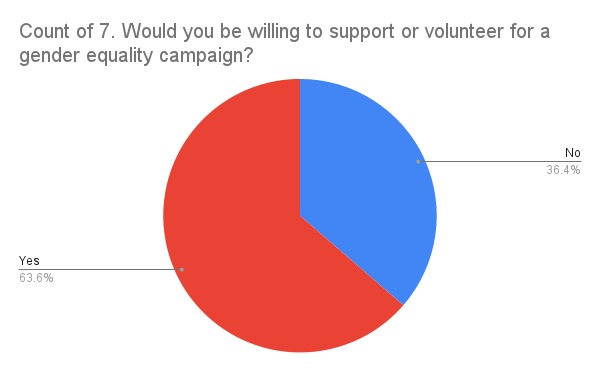 Count of 7. Would you be willing to support or volunteer for a
gender equality campaign?
No
36.4%
Yes
63.6%